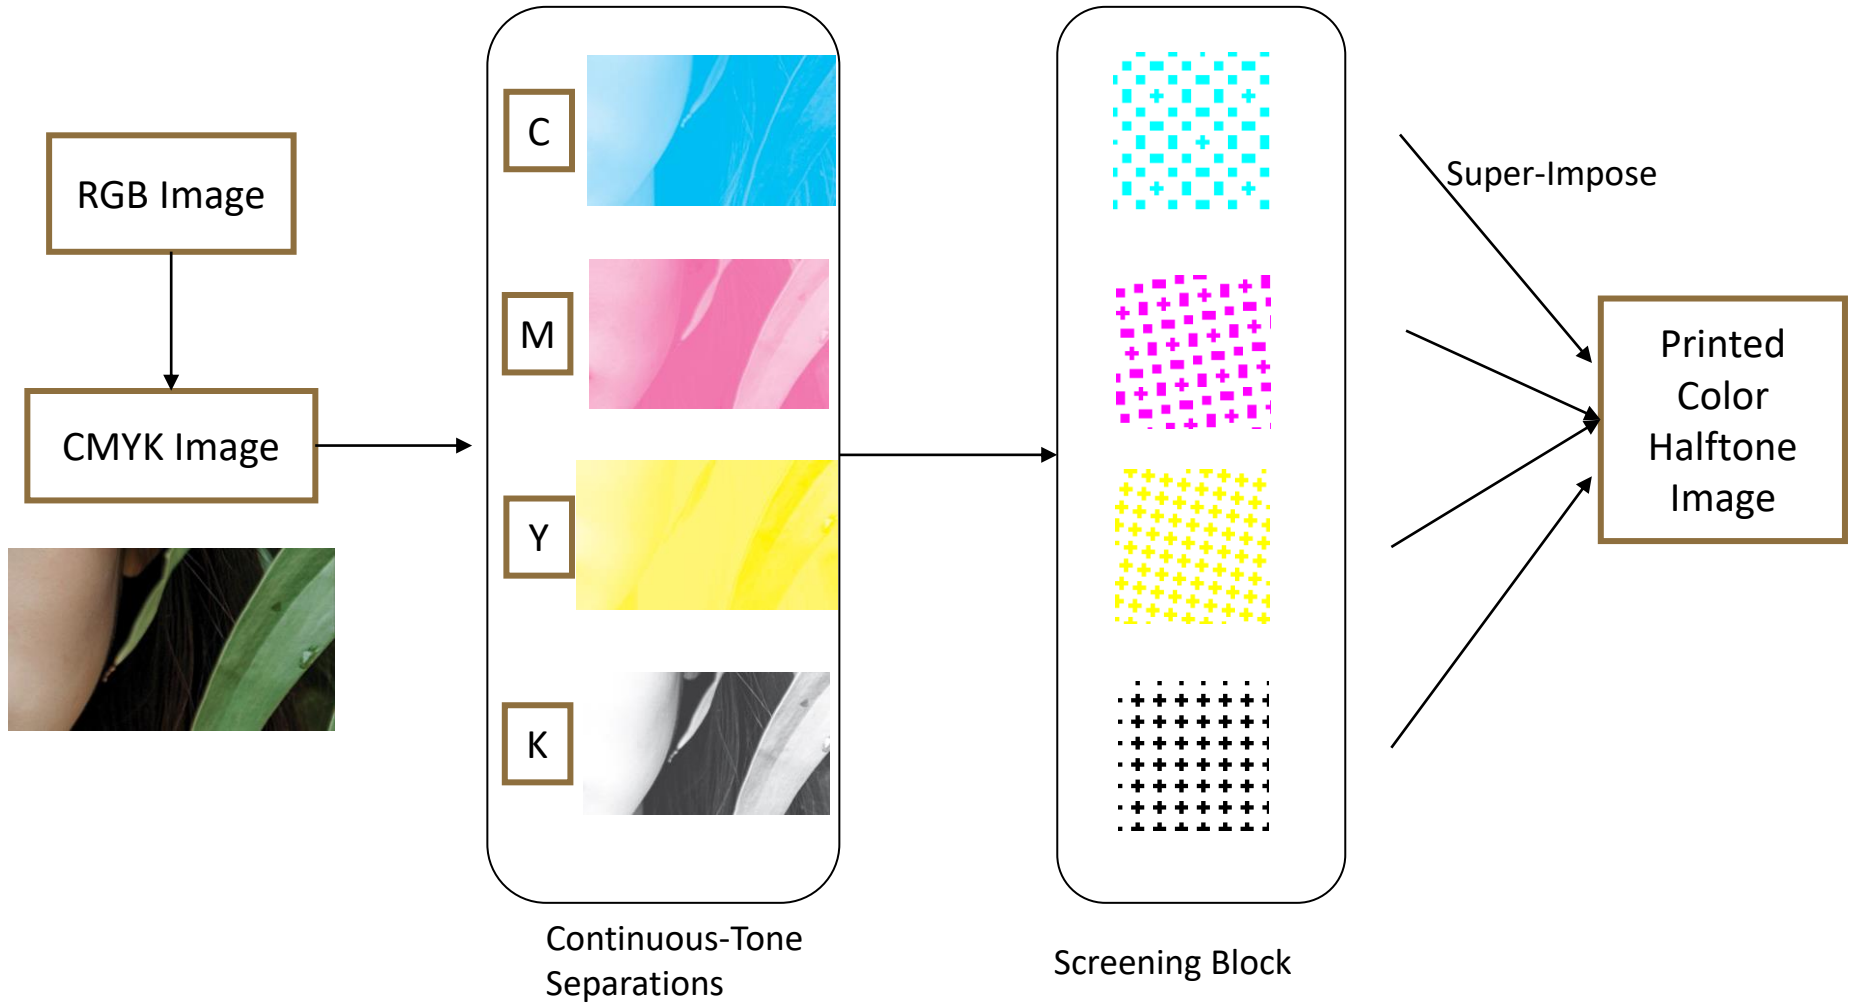 RGB Image
CMYK Image
C
M
Y
K
Continuous-Tone
Separations
Screening Block
Super-Impose
Printed
Color
Halftone
Image